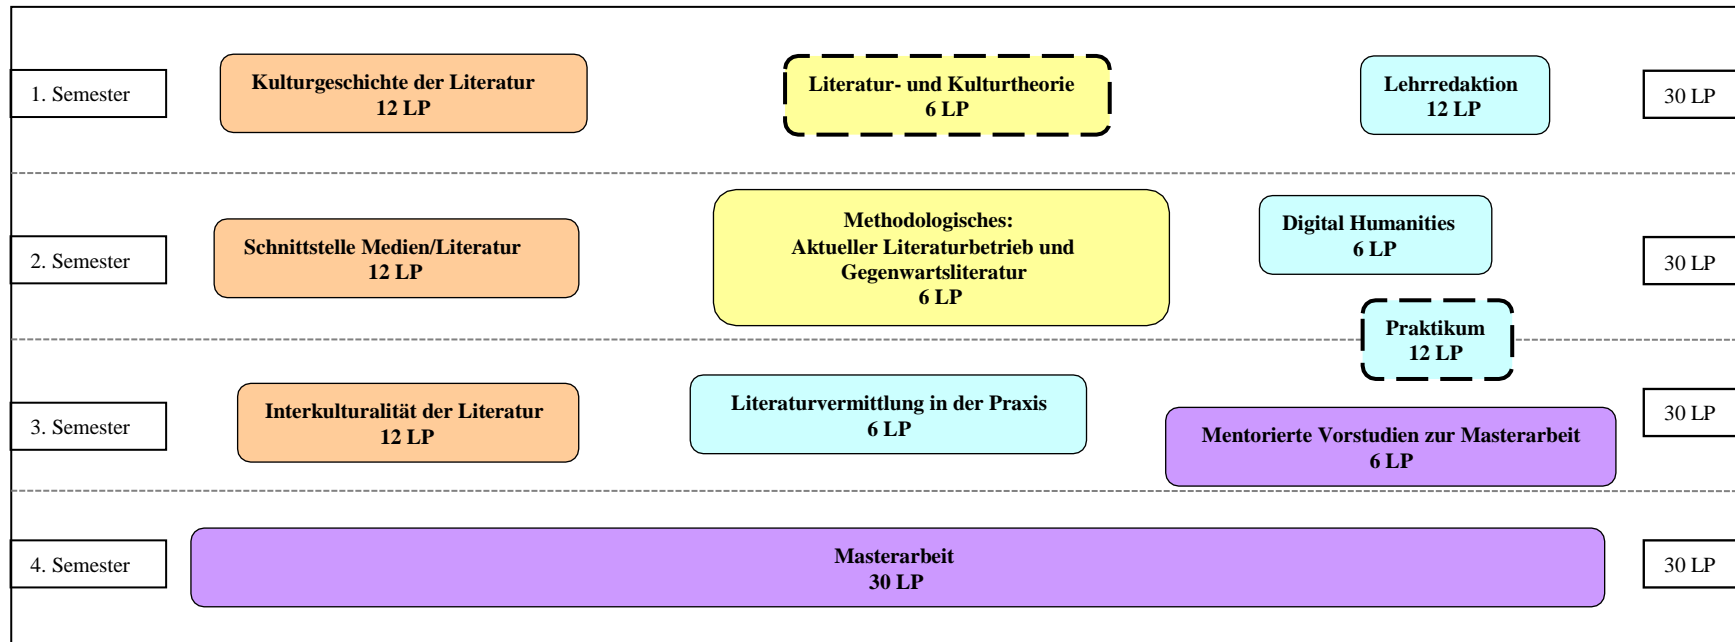 1. Semester
Kulturgeschichte der Literatur
12 LP
Literatur- und Kulturtheorie
6 LP
Lehrredaktion
12 LP
30 LP
2. Semester
Schnittstelle Medien/Literatur
12 LP
Methodologisches:
Aktueller Literaturbetrieb und
Gegenwartsliteratur
6 LP
Digital Humanities
6 LP
30 LP
Praktikum
12 LP
3. Semester
Interkulturalität der Literatur
12 LP
Literaturvermittlung in der Praxis
6 LP
Mentorierte Vorstudien zur Masterarbeit
6 LP
30 LP
4. Semester
Masterarbeit
30 LP
30 LP